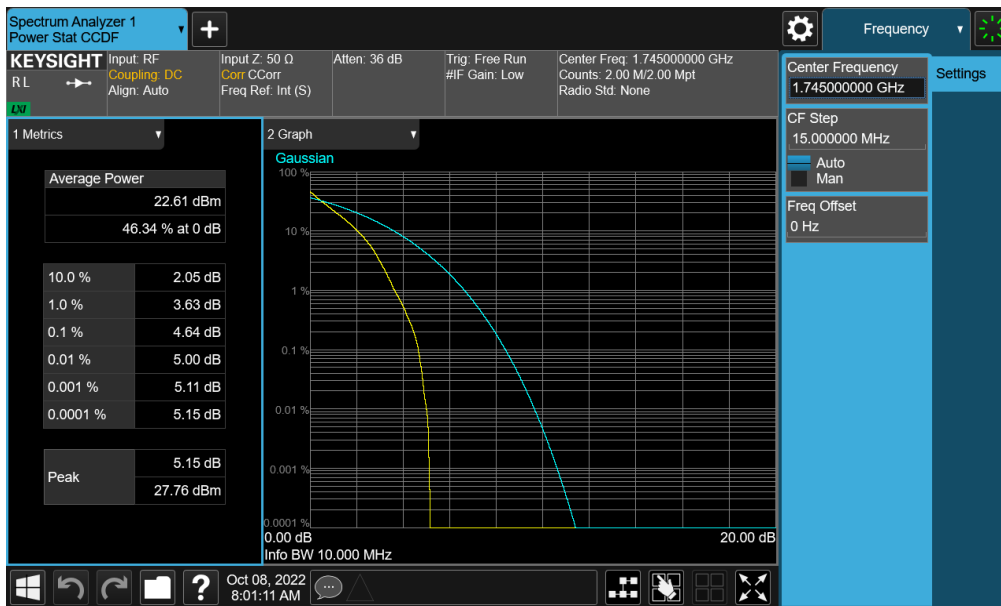 Spectrum Analyzer 1
Power Stat CCDF
Frequency
KEYSIGHT
RL
LXI
Input: RF
Coupling: DC
Align: Auto
Input Z: 50 Ω
Corr CCorr
Freq Ref: Int (S)
Atten: 36 dB
Trig: Free Run
#IF Gain: Low
Center Freq: 1.745000000 GHz
Counts: 2.00 M/2.00 Mpt
Radio Std: None
Center Frequency
1.745000000 GHz
Settings
CF Step
15.000000 MHz
Auto
Man
Freq Offset
0 Hz
1 Metrics
Average Power
22.61 dBm
46.34 % at 0 dB
10.0 % 2.05 dB
1.0 % 3.63 dB
0.1 % 4.64 dB
0.01 % 5.00 dB
0.001 % 5.11 dB
0.0001 % 5.15 dB
Peak
5.15 dB
27.76 dBm
2 Graph
Gaussian
100 %
10 %
1 %
0.1 %
0.01 %
0.001 %
0.0001 %
0.00 dB 20.00 dB
Info BW 10.000 MHz
Oct 08, 2022
8:01:11 AM